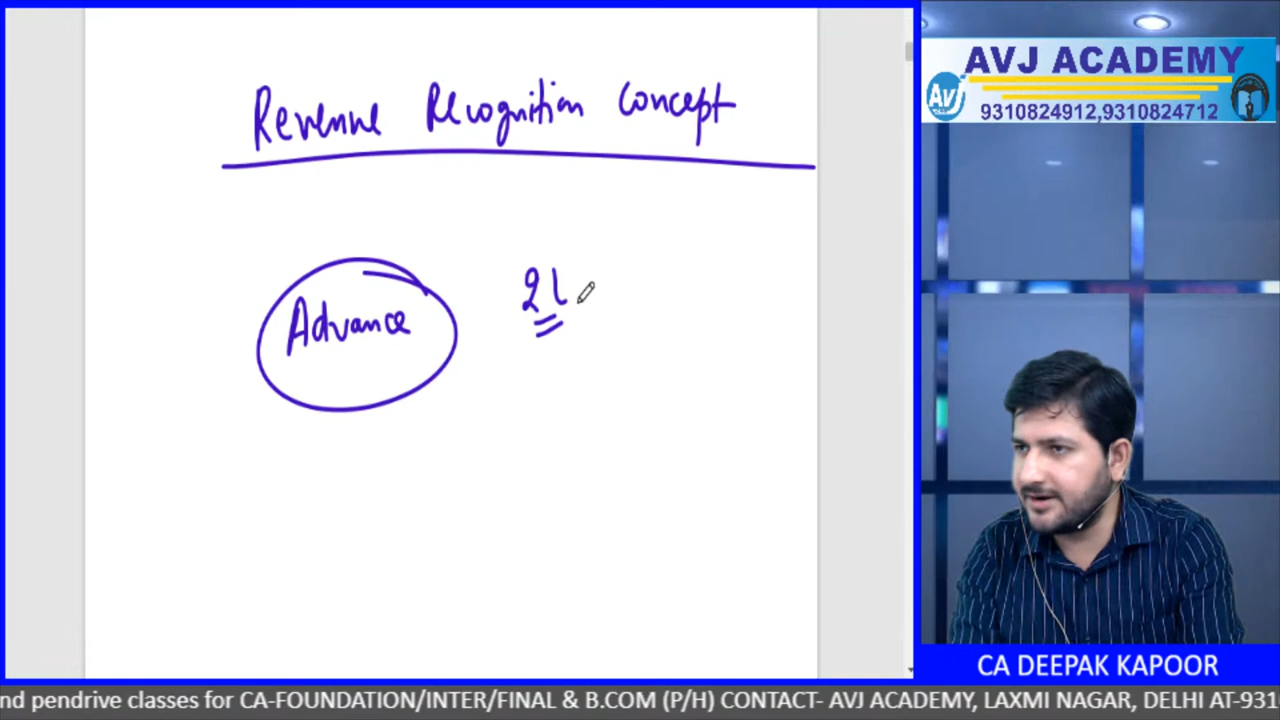 Revenue Recognition Concept
Advance
2L
AVJ ACADEMY
AVJ
9310824912,9310824712
CA DEEPAK KAPOOR
nd pendrive classes for CA-FOUNDATION/INTER/FINAL & B.COM (P/H) CONTACT- AVJ ACADEMY, LAXMI NAGAR, DELHI AT-931